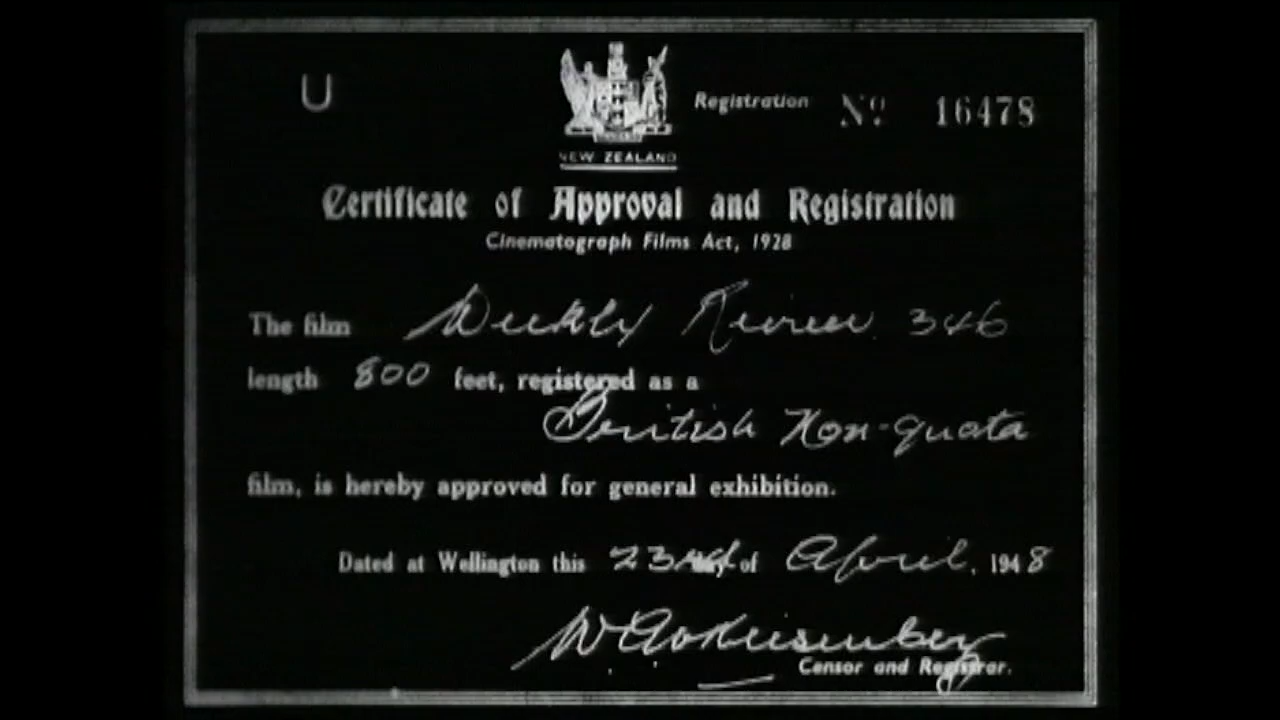 U
Registration Nº 16478
NEW ZEALAND
Certificate of Approval and Registration
Cinematograph Films Act, 1928
The film Weekly Review 346
length 800 feet, registered as a
British Non-quota
film, is hereby approved for general exhibition.
Dated at Wellington this 23rd day of April, 1948
Censor and Registrar.